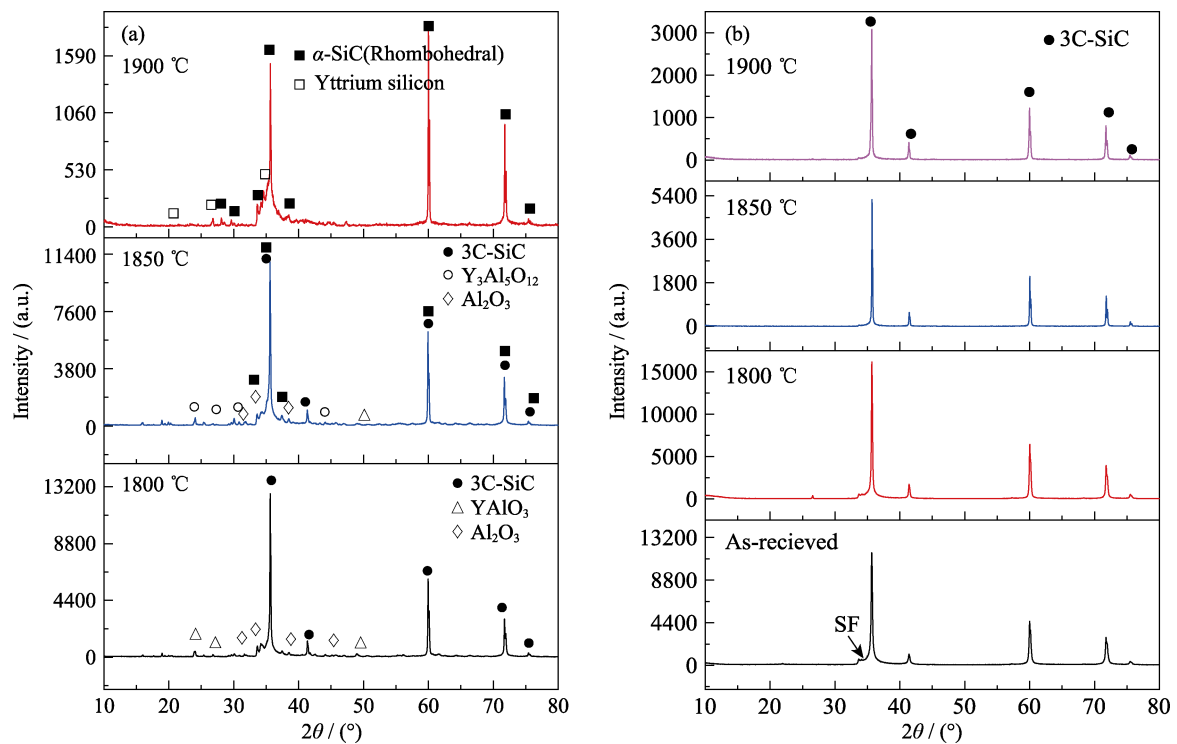 (a)
1900 ℃
■ α-SiC(Rhombohedral)
□ Yttrium silicon
1590
1060
530
0
1850 ℃
● 3C-SiC
○ Y₃Al₅O₁₂
◇ Al₂O₃
11400
7600
3800
0
1800 ℃
● 3C-SiC
△ YAlO₃
◇ Al₂O₃
13200
8800
4400
0
Intensity / (a.u.)
10 20 30 40 50 60 70 80
2θ / (°)
(b)
● 3C-SiC
1900 ℃
3000
2000
1000
0
1850 ℃
5400
3600
1800
0
1800 ℃
15000
10000
5000
0
As-recieved
SF
13200
8800
4400
0
Intensity / (a.u.)
10 20 30 40 50 60 70 80
2θ / (°)